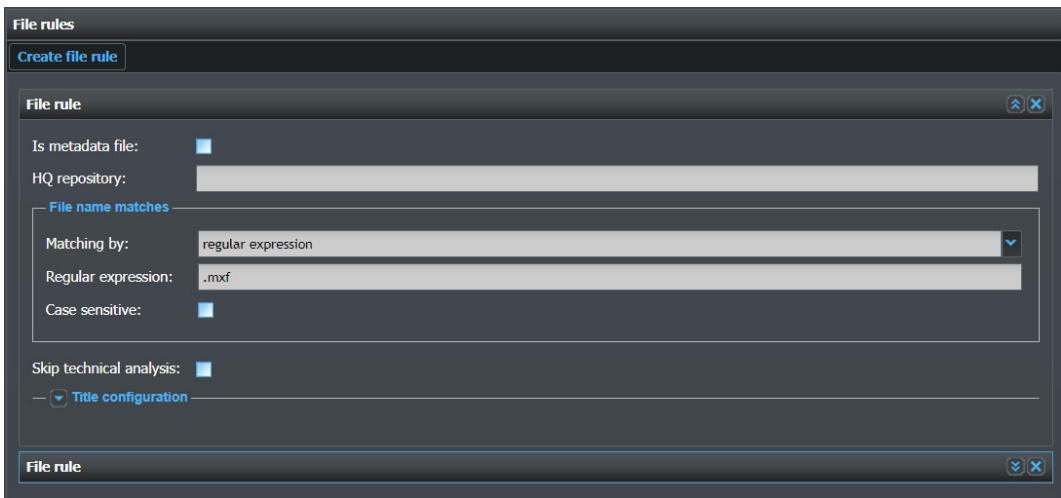 File rules
Create file rule
File rule
Is metadata file:
HQ repository:
File name matches
Matching by: regular expression
Regular expression: .mxf
Case sensitive:
Skip technical analysis:
Title configuration
File rule